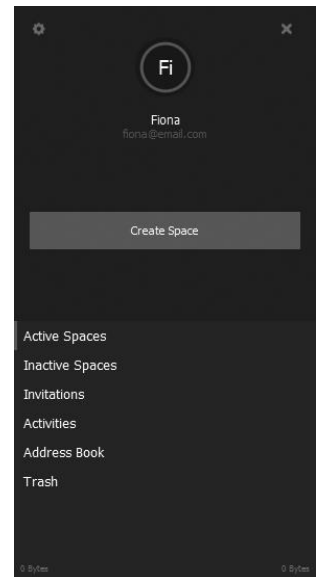 Fi
Fiona
fiona@email.com
Create Space
Active Spaces
Inactive Spaces
Invitations
Activities
Address Book
Trash
0 Bytes 0 Bytes